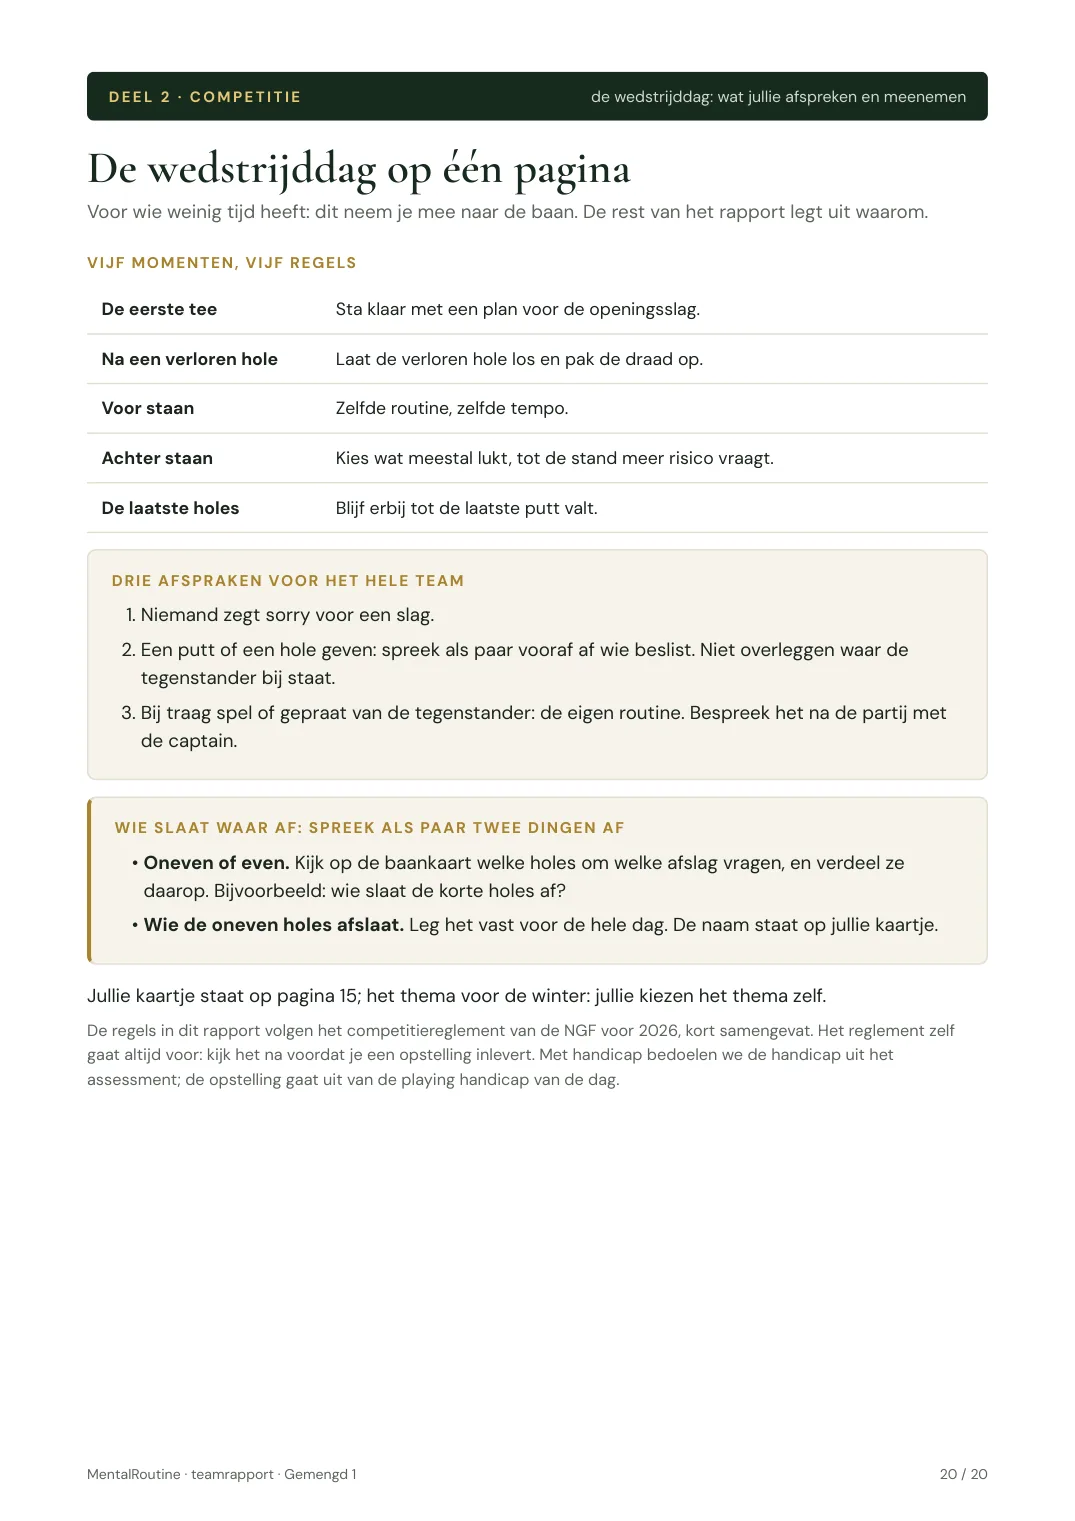 DEEL 2 · COMPETITIE
de wedstrijddag: wat jullie afspreken en meenemen
De wedstrijddag op één pagina
Voor wie weinig tijd heeft: dit neem je mee naar de baan. De rest van het rapport legt uit waarom.
VIJF MOMENTEN, VIJF REGELS
De eerste tee Sta klaar met een plan voor de openingsslag.
Na een verloren hole Laat de verloren hole los en pak de draad op.
Voor staan Zelfde routine, zelfde tempo.
Achter staan Kies wat meestal lukt, tot de stand meer risico vraagt.
De laatste holes Blijf erbij tot de laatste putt valt.
DRIE AFSPRAKEN VOOR HET HELE TEAM
1. Niemand zegt sorry voor een slag.
2. Een putt of een hole geven: spreek als paar vooraf af wie beslist. Niet overleggen waar de
tegenstander bij staat.
3. Bij traag spel of gepraat van de tegenstander: de eigen routine. Bespreek het na de partij met
de captain.
WIE SLAAT WAAR AF: SPREEK ALS PAAR TWEE DINGEN AF
• Oneven of even. Kijk op de baankaart welke holes om welke afslag vragen, en verdeel ze
daarop. Bijvoorbeeld: wie slaat de korte holes af?
• Wie de oneven holes afslaat. Leg het vast voor de hele dag. De naam staat op jullie kaartje.
Jullie kaartje staat op pagina 15; het thema voor de winter: jullie kiezen het thema zelf.
De regels in dit rapport volgen het competitiereglement van de NGF voor 2026, kort samengevat. Het reglement zelf
gaat altijd voor: kijk het na voordat je een opstelling inlevert. Met handicap bedoelen we de handicap uit het
assessment; de opstelling gaat uit van de playing handicap van de dag.
MentalRoutine · teamrapport · Gemengd 1
20 / 20